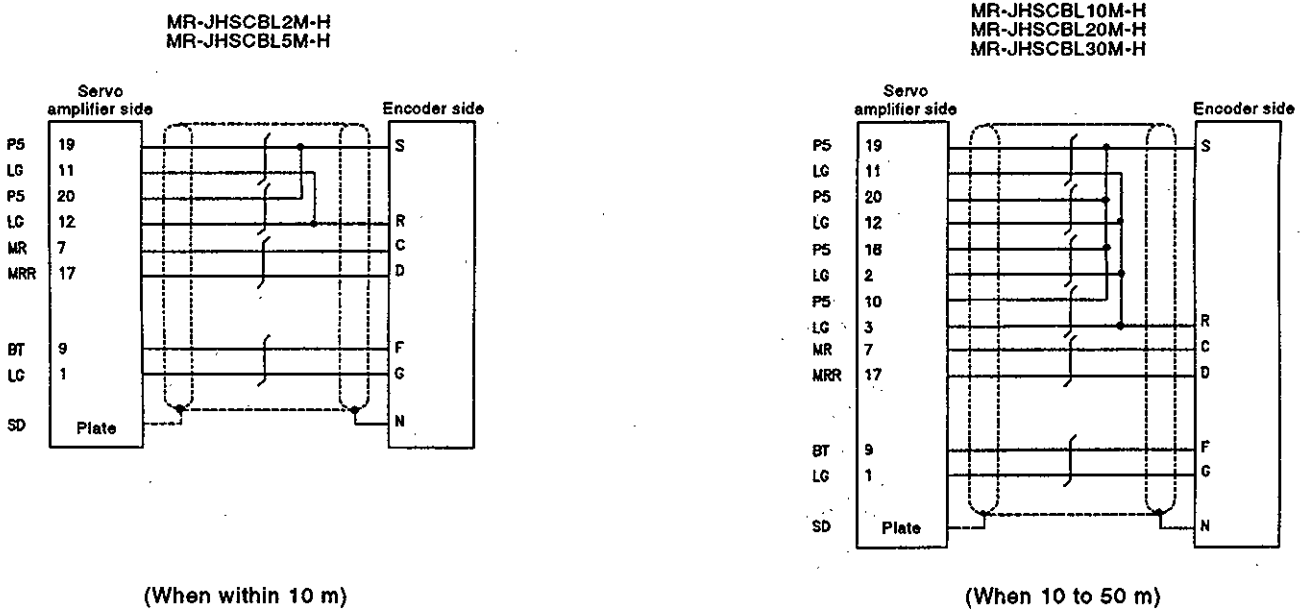 MR-JHSCBL2M-H
MR-JHSCBL5M-H
Servo
amplifier side
Encoder side
P5 19 S
LG 11
P5 20
LG 12 R
MR 7 C
MRR 17 D
BT 9 F
LG 1 G
SD Plate N
(When within 10 m)
MR-JHSCBL10M-H
MR-JHSCBL20M-H
MR-JHSCBL30M-H
Servo
amplifier side
Encoder side
P5 19 S
LG 11
P5 20
LG 12
P5 18
LG 2
P5 10
LG 3 R
MR 7 C
MRR 17 D
BT 9 F
LG 1 G
SD Plate N
(When 10 to 50 m)